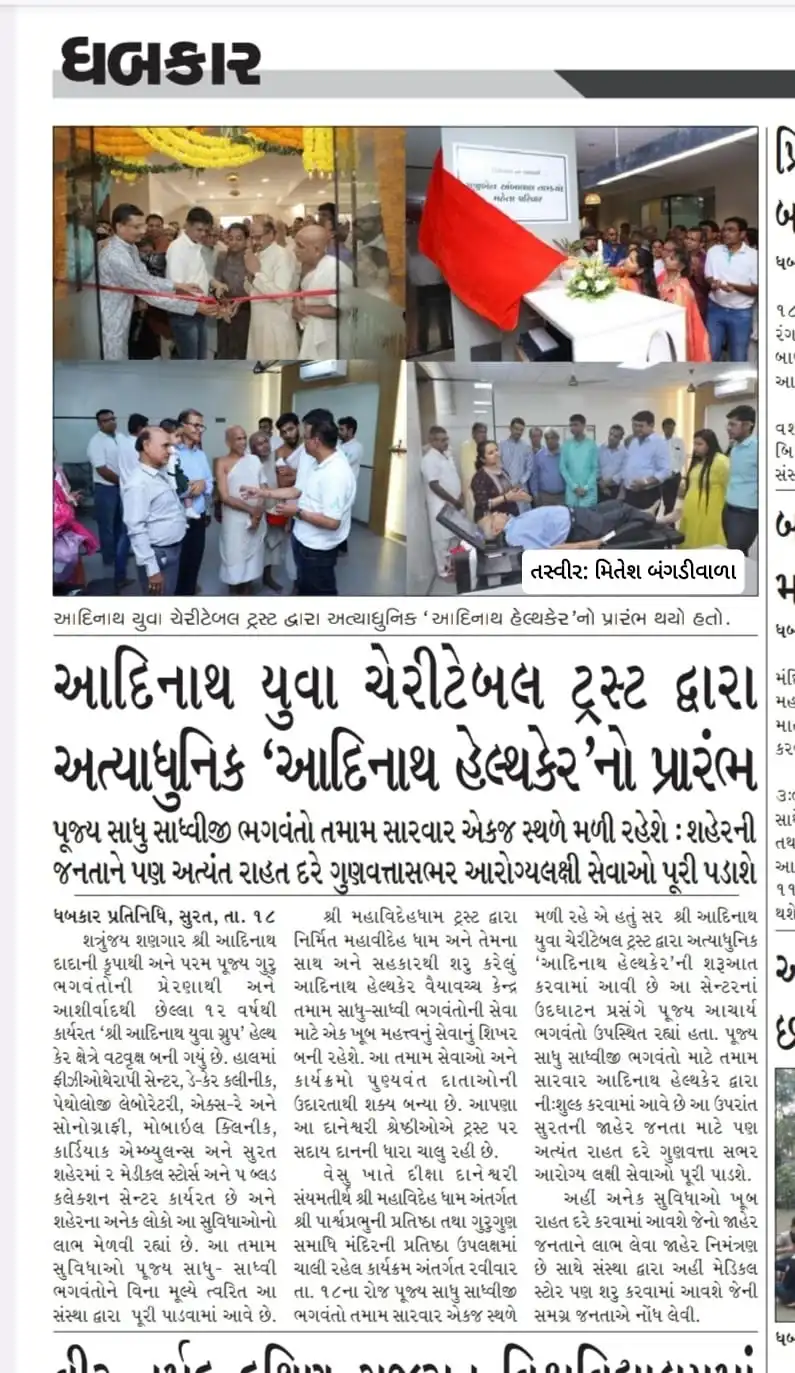 ધબકાર
રાજુબેન અંબાલાલ તારાચંદ
મહેતા પરિવાર
તસ્વીર: મિતેશ બંગડીવાળા
આદિનાથ યુવા ચેરીટેબલ ટ્રસ્ટ દ્વારા અત્યાધુનિક ‘આદિનાથ હેલ્થકેર’નો પ્રારંભ થયો હતો.
આદિનાથ યુવા ચેરીટેબલ ટ્રસ્ટ દ્વારા
અત્યાધુનિક ‘આદિનાથ હેલ્થકેર’નો પ્રારંભ
પૂજ્ય સાધુ સાધ્વીજી ભગવંતો તમામ સારવાર એકજ સ્થળે મળી રહેશે : શહેરની
જનતાને પણ અત્યંત રાહત દરે ગુણવત્તાસભર આરોગ્યલક્ષી સેવાઓ પૂરી પડાશે
ધબકાર પ્રતિનિધિ, સુરત, તા. ૧૮
શત્રુંજય શણગાર શ્રી આદિનાથ
દાદાની કૃપાથી અને પરમ પૂજ્ય ગુરુ
ભગવંતોની પ્રેરણાથી અને
આશીર્વાદથી છેલ્લા ૧૨ વર્ષથી
કાર્યરત ‘શ્રી આદિનાથ યુવા ગ્રુપ’ હેલ્થ
કેર ક્ષેત્રે વટવૃક્ષ બની ગયું છે. હાલમાં
ફીઝીઓથેરાપી સેન્ટર, ડે-કેર ક્લીનીક,
પેથોલોજી લેબોરેટરી, એક્સ-રે અને
સોનોગ્રાફી, મોબાઇલ ક્લિનીક,
કાર્ડિયાક એમ્બ્યુલન્સ અને સુરત
શહેરમાં ૨ મેડીકલ સ્ટોર્સ અને ૫ બ્લડ
કલેક્શન સેન્ટર કાર્યરત છે અને
શહેરના અનેક લોકો આ સુવિધાઓનો
લાભ મેળવી રહ્યાં છે. આ તમામ
સુવિધાઓ પૂજ્ય સાધુ- સાધ્વી
ભગવંતોને વિના મૂલ્યે ત્વરિત આ
સંસ્થા દ્વારા પૂરી પાડવામાં આવે છે.
શ્રી મહાવિદેહધામ ટ્રસ્ટ દ્વારા
નિર્મિત મહાવીદેહ ધામ અને તેમના
સાથ અને સહકારથી શરુ કરેલું
આદિનાથ હેલ્થકેર વૈયાવચ્ચ કેન્દ્ર
તમામ સાધુ-સાધ્વી ભગવંતોની સેવા
માટે એક ખૂબ મહત્ત્વનું સેવાનું શિખર
બની રહેશે. આ તમામ સેવાઓ અને
કાર્યક્રમો પુણ્યવંત દાતાઓની
ઉદારતાથી શક્ય બન્યા છે. આપણા
આ દાનેશ્વરી શ્રેષ્ઠીઓએ ટ્રસ્ટ પર
સદાય દાનની ધારા ચાલુ રહી છે.
વેસુ ખાતે દીક્ષા દાનેશ્વરી
સંયમતીર્થ શ્રી મહાવિદેહ ધામ અંતર્ગત
શ્રી પાર્શ્વપ્રભુની પ્રતિષ્ઠા તથા ગુરુગુણ
સમાધિ મંદિરની પ્રતિષ્ઠા ઉપલક્ષમાં
ચાલી રહેલ કાર્યક્રમ અંતર્ગત રવીવાર
તા. ૧૮ના રોજ પૂજ્ય સાધુ સાધ્વીજી
ભગવંતો તમામ સારવાર એકજ સ્થળે
મળી રહે એ હતું સર શ્રી આદિનાથ
યુવા ચેરીટેબલ ટ્રસ્ટ દ્વારા અત્યાધુનિક
‘આદિનાથ હેલ્થકેર’ની શરૂઆત
કરવામાં આવી છે આ સેન્ટરનાં
ઉદઘાટન પ્રસંગે પૂજ્ય આચાર્ય
ભગવંતો ઉપસ્થિત રહ્યાં હતા. પૂજ્ય
સાધુ સાધ્વીજી ભગવંતો માટે તમામ
સારવાર આદિનાથ હેલ્થકેર દ્વારા
નીઃશુલ્ક કરવામાં આવે છે આ ઉપરાંત
સુરતની જાહેર જનતા માટે પણ
અત્યંત રાહત દરે ગુણવત્તા સભર
આરોગ્ય લક્ષી સેવાઓ પૂરી પાડશે.
અહીં અનેક સુવિધાઓ ખૂબ
રાહત દરે કરવામાં આવશે જેનો જાહેર
જનતાને લાભ લેવા જાહેર નિમંત્રણ
છે સાથે સંસ્થા દ્વારા અહીં મેડિકલ
સ્ટોર પણ શરુ કરવામાં આવશે જેની
સમગ્ર જનતાએ નોંધ લેવી.